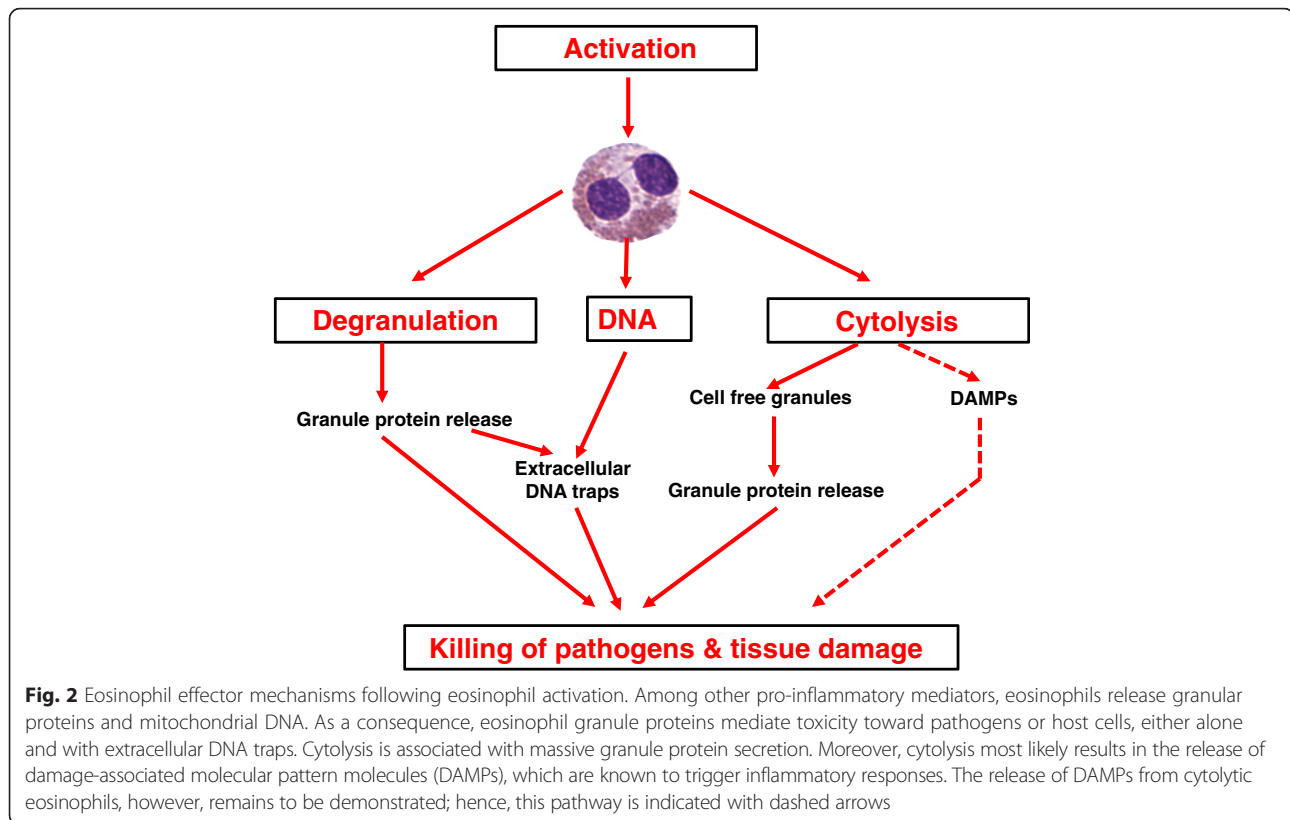 Activation
Degranulation
DNA
Cytolysis
Granule protein release
Extracellular
DNA traps
Cell free granules
DAMPs
Granule protein release
Killing of pathogens & tissue damage
Fig. 2 Eosinophil effector mechanisms following eosinophil activation. Among other pro-inflammatory mediators, eosinophils release granular
proteins and mitochondrial DNA. As a consequence, eosinophil granule proteins mediate toxicity toward pathogens or host cells, either alone
and with extracellular DNA traps. Cytolysis is associated with massive granule protein secretion. Moreover, cytolysis most likely results in the release of
damage-associated molecular pattern molecules (DAMPs), which are known to trigger inflammatory responses. The release of DAMPs from cytolytic
eosinophils, however, remains to be demonstrated; hence, this pathway is indicated with dashed arrows